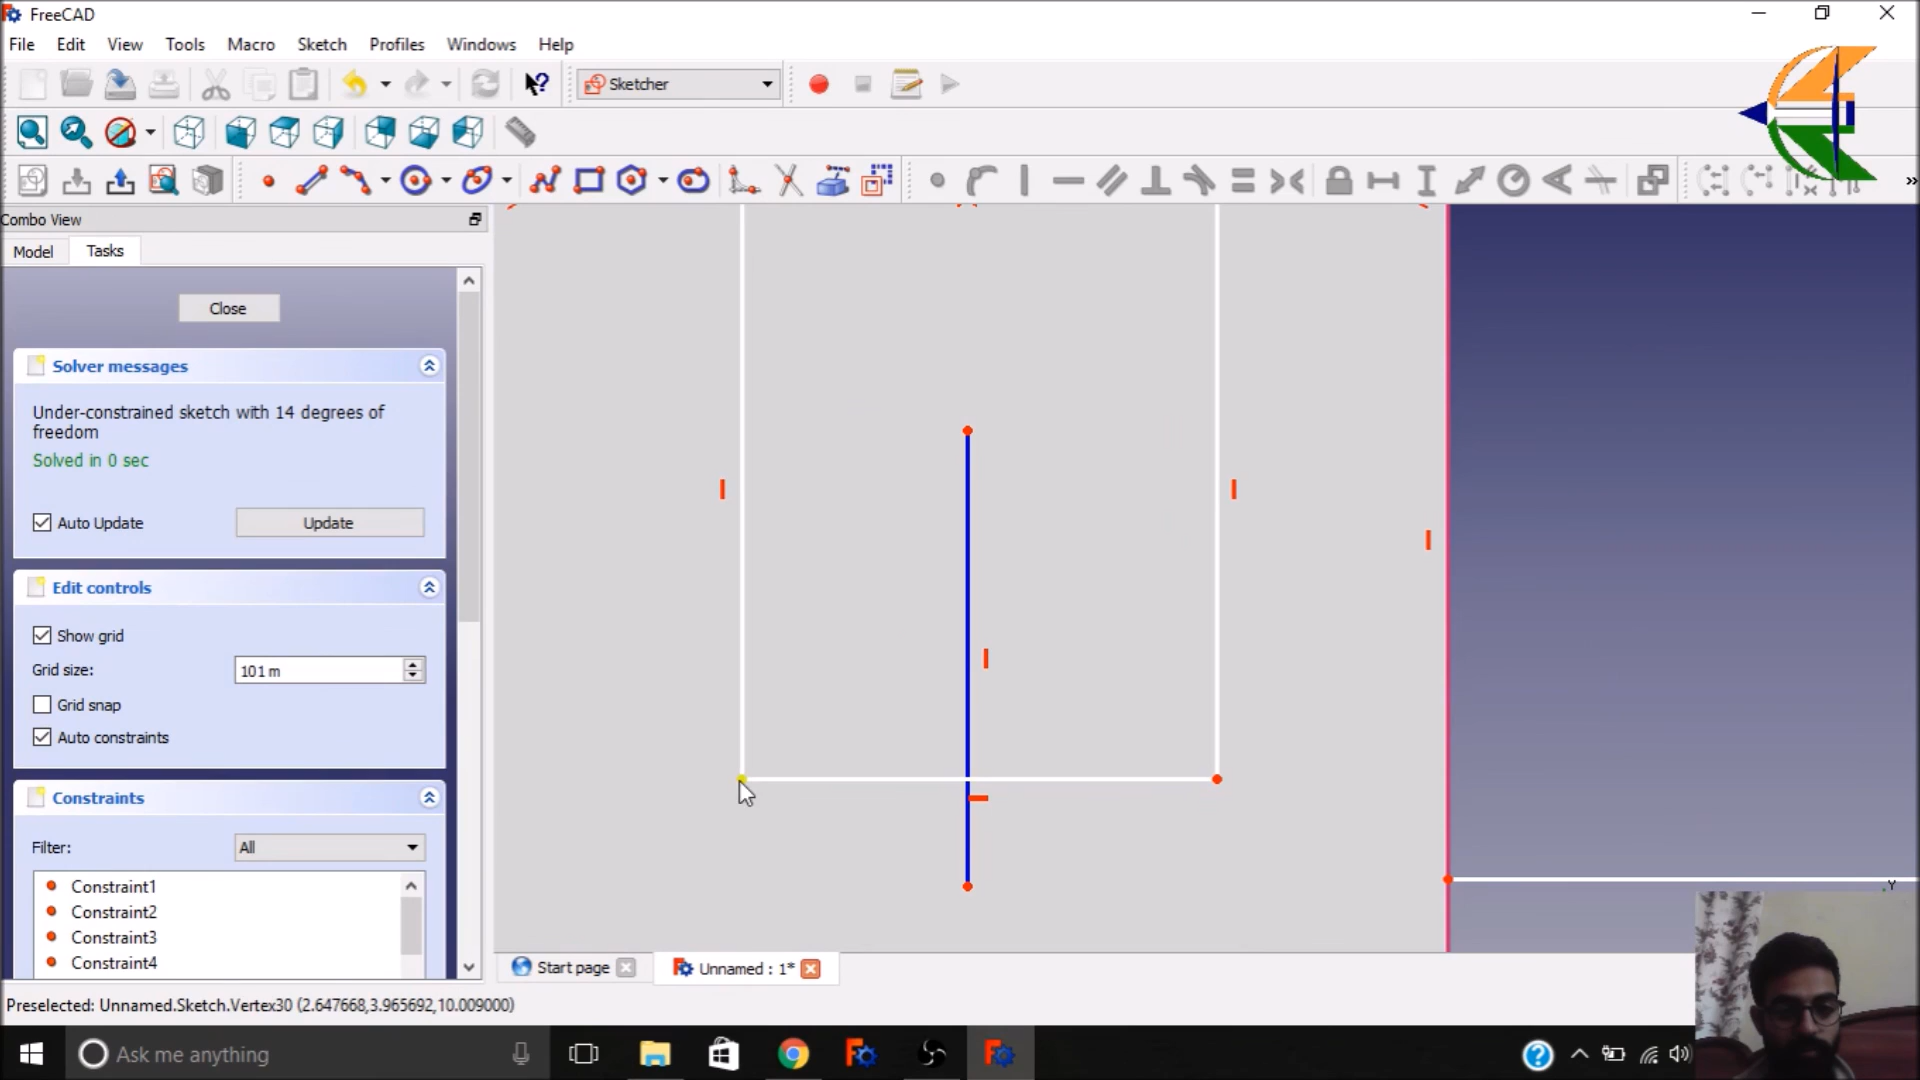 FreeCAD
File Edit View Tools Macro Sketch Profiles Windows Help
Sketcher
»
Combo View
Model Tasks
Close
Solver messages
Under-constrained sketch with 14 degrees of
freedom
Solved in 0 sec
Auto Update Update
Edit controls
Show grid
Grid size: 101 m
Grid snap
Auto constraints
Constraints
Filter: All
Constraint1
Constraint2
Constraint3
Constraint4
Y
Start page Unnamed : 1*
Preselected: Unnamed.Sketch.Vertex30 (2.647668,3.965692,10.009000)
Ask me anything